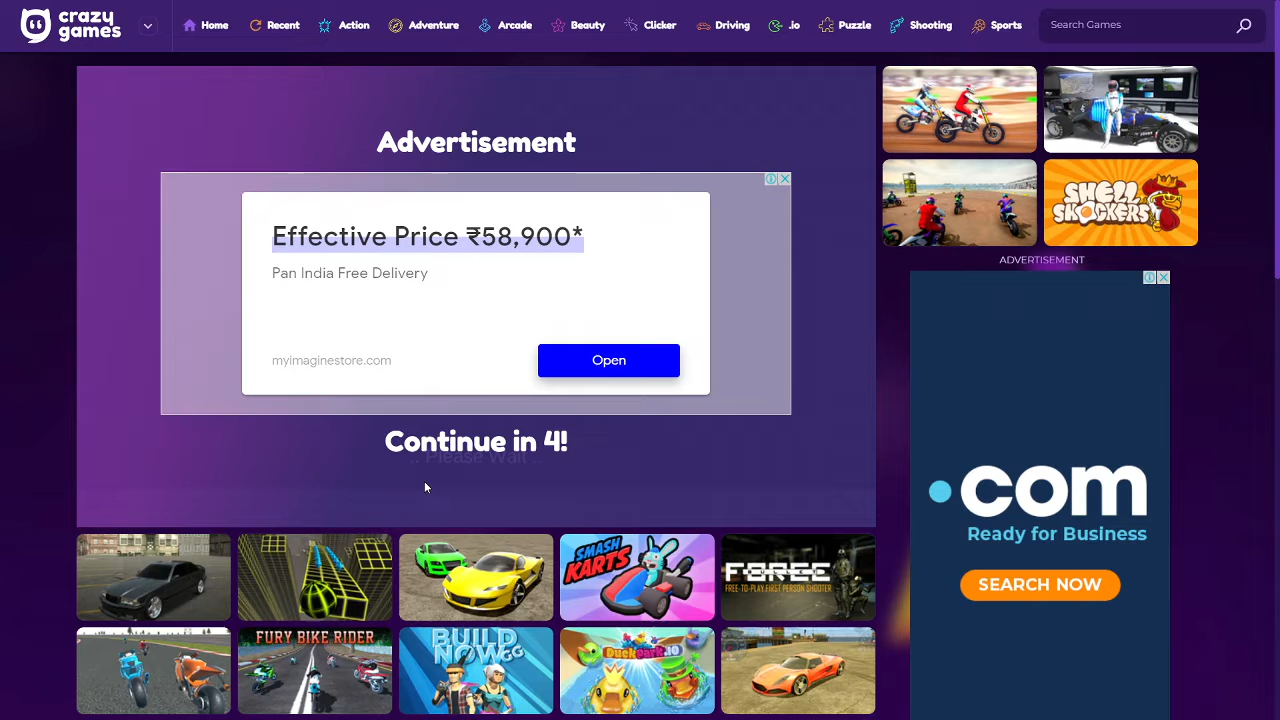 crazy games
Home Recent Action Adventure Arcade Beauty Clicker Driving .io Puzzle Shooting Sports Search Games
Advertisement
Effective Price ₹58,900*
Pan India Free Delivery
myimaginestore.com
Open
Continue in 4!
.. Please Wait ..
SHELL
SHOCKERS
ADVERTISEMENT
.com
Ready for Business
SEARCH NOW
SMASH
KARTS
FOREE
FREE-TO-PLAY FIRST PERSON SHOOTER
FURY BIKE RIDER
BUILD
NOW GG
Duckpark.io